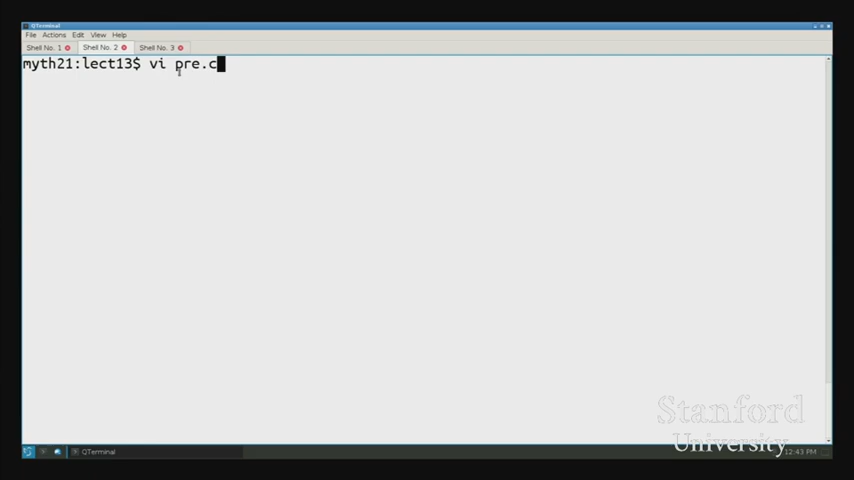 QTerminal
File Actions Edit View Help
Shell No. 1 Shell No. 2 Shell No. 3
myth21:lect13$ vi pre.c
Stanford
University
QTerminal 12:43 PM